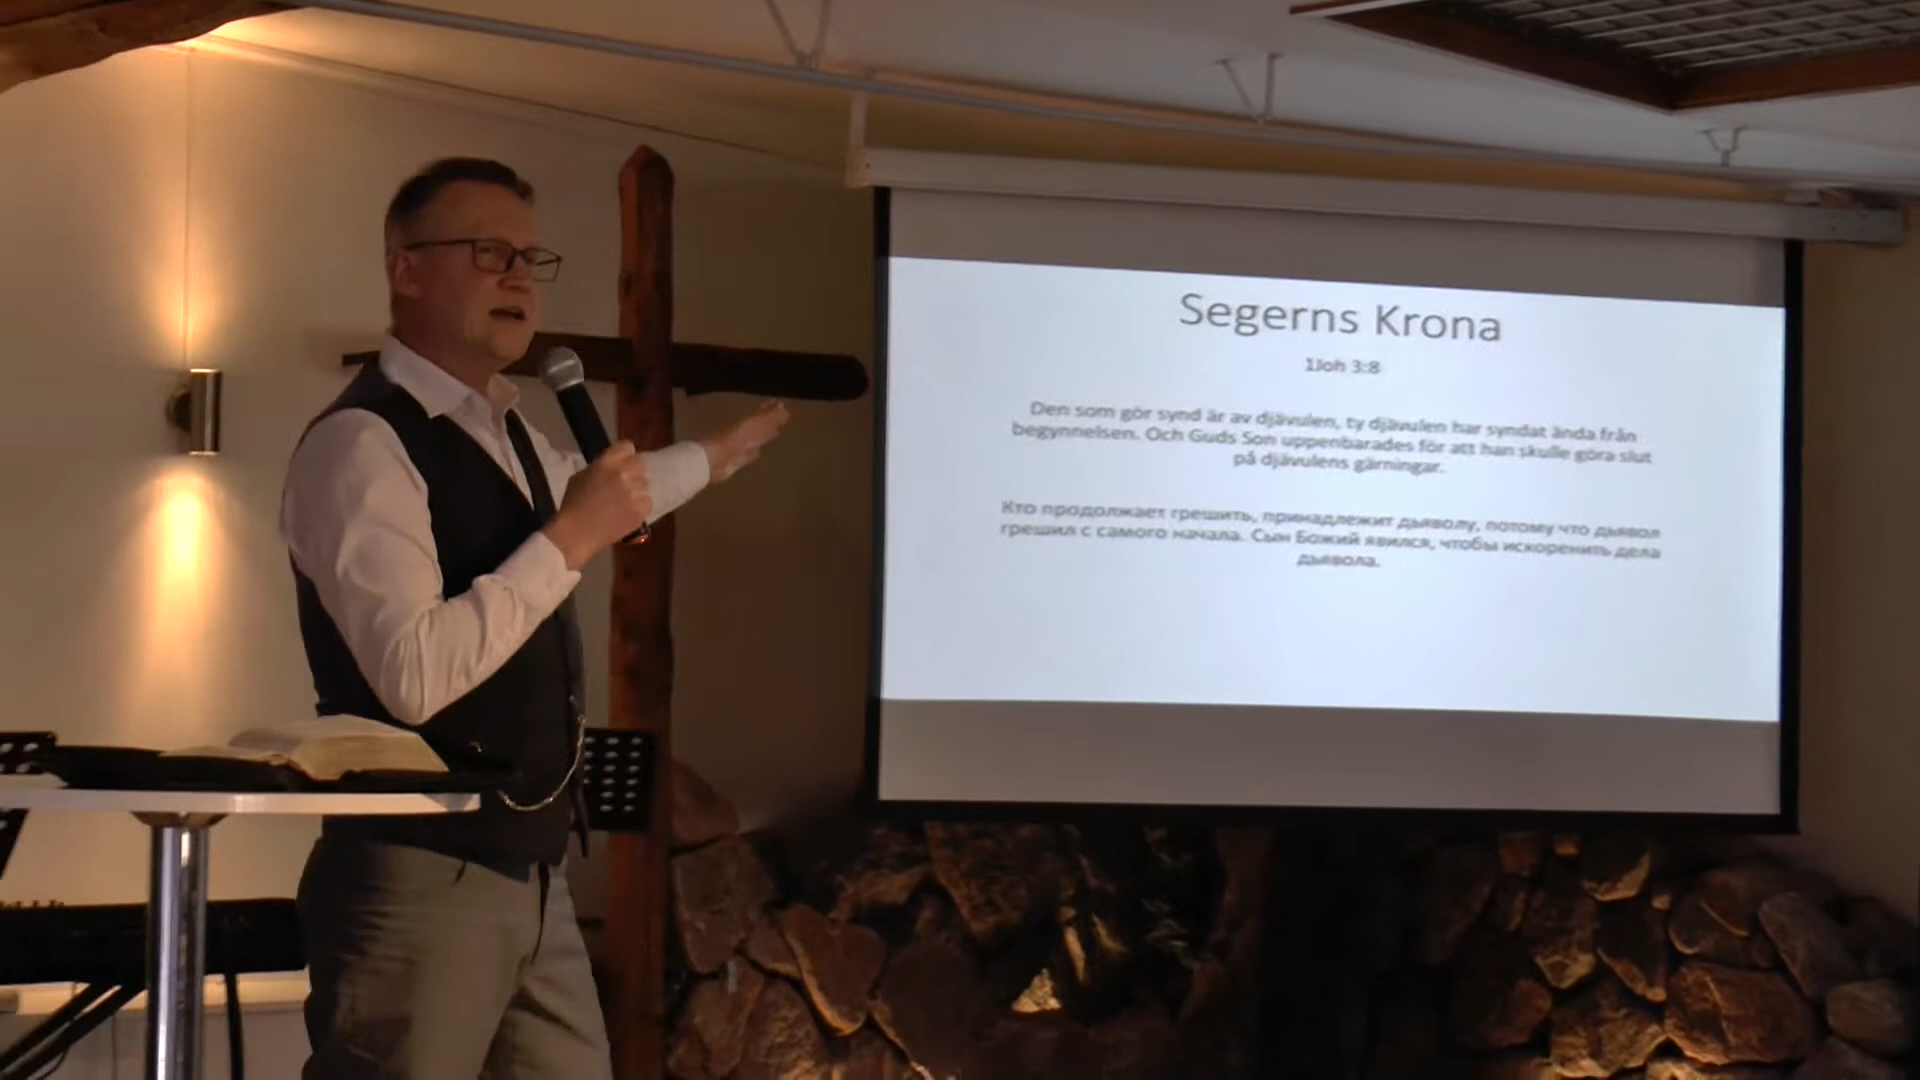 Segerns Krona
1Joh 3:8
Den som gör synd är av djävulen, ty djävulen har syndat ända från
begynnelsen. Och Guds Son uppenbarades för att han skulle göra slut
på djävulens gärningar.
Кто продолжает грешить, принадлежит дьяволу, потому что дьявол
грешил с самого начала. Сын Божий явился, чтобы искоренить дела
дьявола.